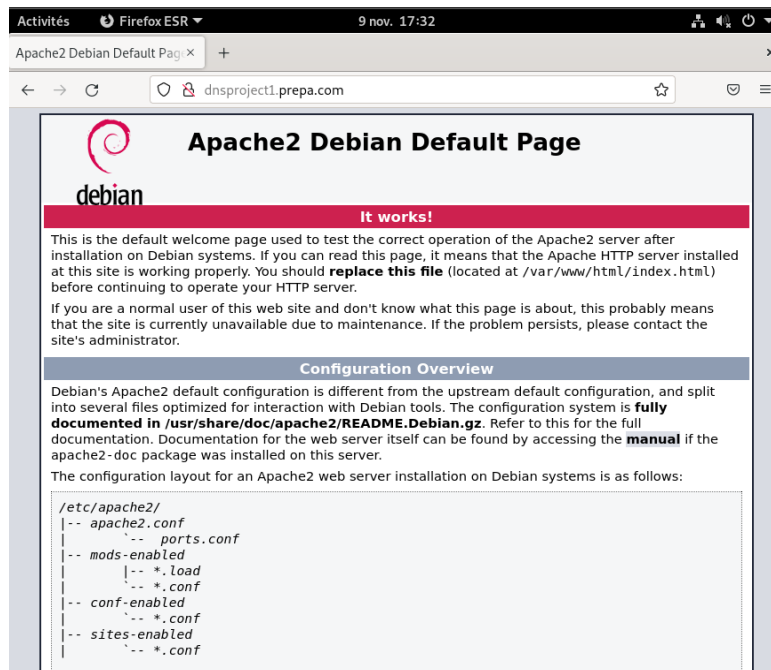 Activités Firefox ESR 9 nov. 17:32
Apache2 Debian Default Pag × +
dnsproject1.prepa.com
debian
Apache2 Debian Default Page
It works!
This is the default welcome page used to test the correct operation of the Apache2 server after
installation on Debian systems. If you can read this page, it means that the Apache HTTP server installed
at this site is working properly. You should replace this file (located at /var/www/html/index.html)
before continuing to operate your HTTP server.
If you are a normal user of this web site and don't know what this page is about, this probably means
that the site is currently unavailable due to maintenance. If the problem persists, please contact the
site's administrator.
Configuration Overview
Debian's Apache2 default configuration is different from the upstream default configuration, and split
into several files optimized for interaction with Debian tools. The configuration system is fully
documented in /usr/share/doc/apache2/README.Debian.gz. Refer to this for the full
documentation. Documentation for the web server itself can be found by accessing the manual if the
apache2-doc package was installed on this server.
The configuration layout for an Apache2 web server installation on Debian systems is as follows:
/etc/apache2/
|-- apache2.conf
|       `--  ports.conf
|-- mods-enabled
|       |-- *.load
|       `-- *.conf
|-- conf-enabled
|       `-- *.conf
|-- sites-enabled
|       `-- *.conf